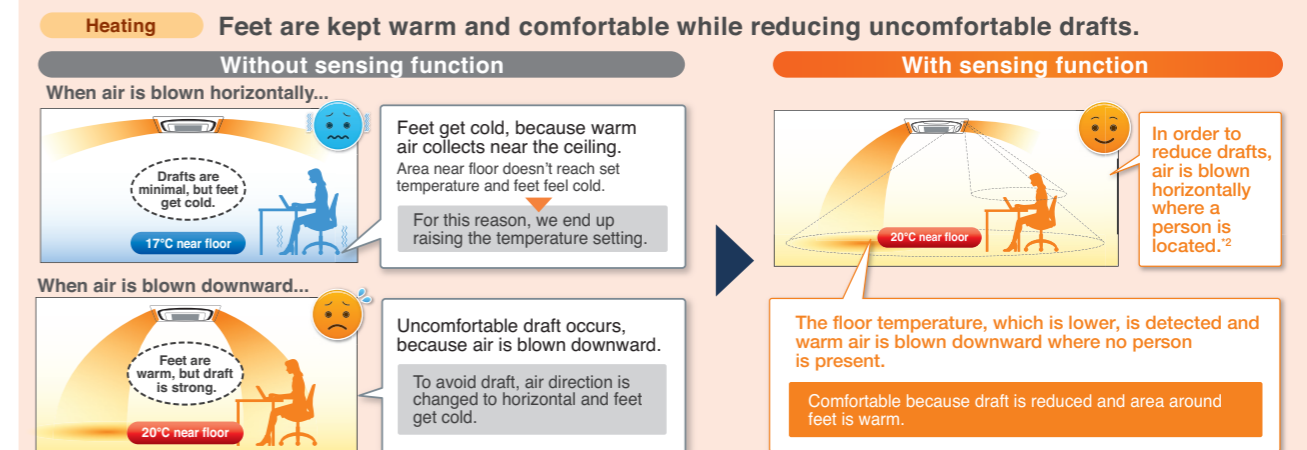 Heating
Feet are kept warm and comfortable while reducing uncomfortable drafts.
Without sensing function
When air is blown horizontally...
Drafts are
minimal, but feet
get cold.
17°C near floor
Feet get cold, because warm
air collects near the ceiling.
Area near floor doesn't reach set
temperature and feet feel cold.
For this reason, we end up
raising the temperature setting.
When air is blown downward...
Feet are
warm, but draft
is strong.
20°C near floor
Uncomfortable draft occurs,
because air is blown downward.
To avoid draft, air direction is
changed to horizontal and feet
get cold.
With sensing function
20°C near floor
In order to
reduce drafts,
air is blown
horizontally
where a
person is
located.*2
The floor temperature, which is lower, is detected and
warm air is blown downward where no person
is present.
Comfortable because draft is reduced and area around
feet is warm.